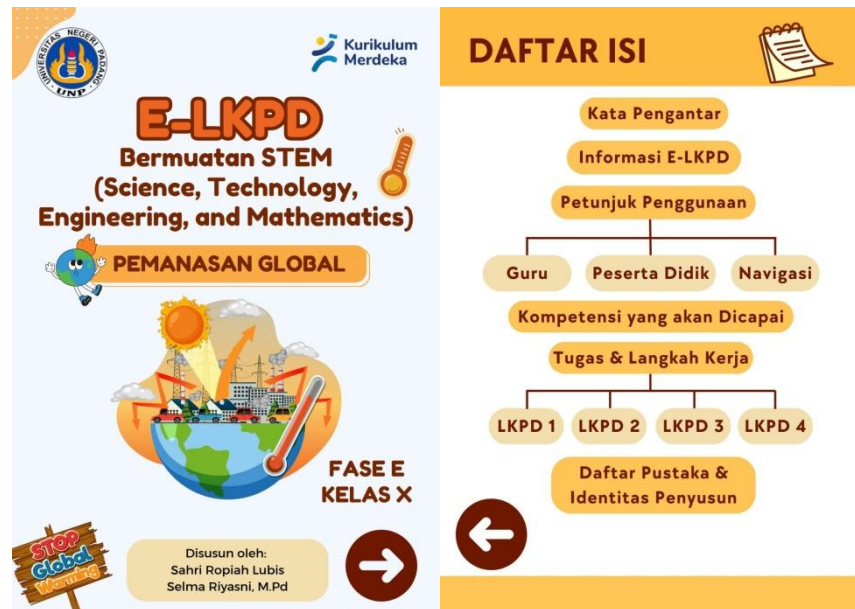 UNIVERSITAS NEGERI PADANG
UNP
Kurikulum
Merdeka
E-LKPD
Bermuatan STEM
(Science, Technology,
Engineering, and Mathematics)
PEMANASAN GLOBAL
FASE E
KELAS X
STOP
Global
Warming
Disusun oleh:
Sahri Ropiah Lubis
Selma Riyasni, M.Pd
DAFTAR ISI
Kata Pengantar
Informasi E-LKPD
Petunjuk Penggunaan
Guru
Peserta Didik
Navigasi
Kompetensi yang akan Dicapai
Tugas & Langkah Kerja
LKPD 1
LKPD 2
LKPD 3
LKPD 4
Daftar Pustaka &
Identitas Penyusun